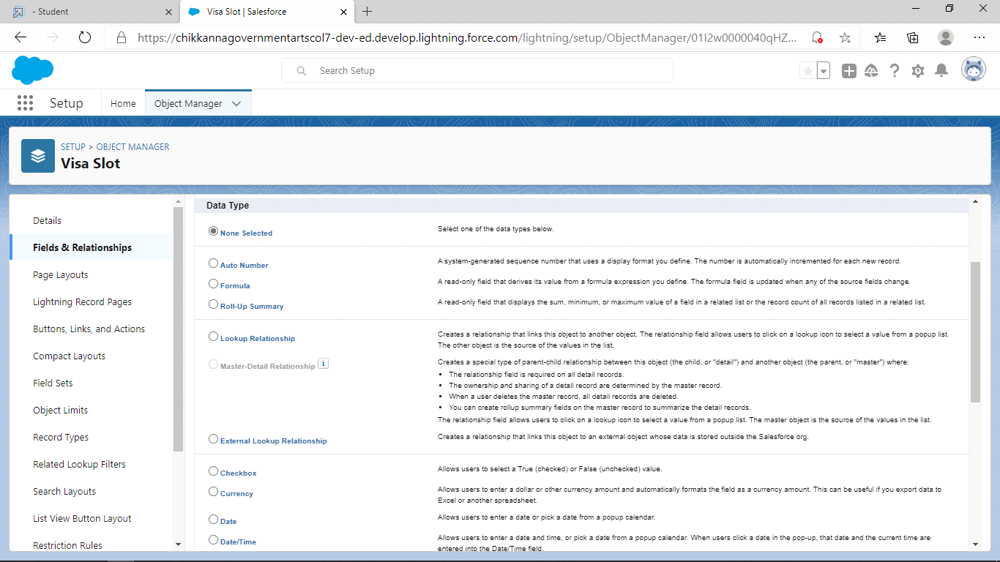 - Student
Visa Slot | Salesforce
https://chikkannagovernmentartscol7-dev-ed.develop.lightning.force.com/lightning/setup/ObjectManager/01I2w0000040qHZ...
Search Setup
Setup
Home
Object Manager
SETUP > OBJECT MANAGER
Visa Slot
Details
Fields & Relationships
Page Layouts
Lightning Record Pages
Buttons, Links, and Actions
Compact Layouts
Field Sets
Object Limits
Record Types
Related Lookup Filters
Search Layouts
List View Button Layout
Restriction Rules
Data Type
None Selected
Select one of the data types below.
Auto Number
A system-generated sequence number that uses a display format you define. The number is automatically incremented for each new record.
Formula
A read-only field that derives its value from a formula expression you define. The formula field is updated when any of the source fields change.
Roll-Up Summary
A read-only field that displays the sum, minimum, or maximum value of a field in a related list or the record count of all records listed in a related list.
Lookup Relationship
Creates a relationship that links this object to another object. The relationship field allows users to click on a lookup icon to select a value from a popup list.
The other object is the source of the values in the list.
Master-Detail Relationship i
Creates a special type of parent-child relationship between this object (the child, or "detail") and another object (the parent, or "master") where:
• The relationship field is required on all detail records.
• The ownership and sharing of a detail record are determined by the master record.
• When a user deletes the master record, all detail records are deleted.
• You can create rollup summary fields on the master record to summarize the detail records.
The relationship field allows users to click on a lookup icon to select a value from a popup list. The master object is the source of the values in the list.
External Lookup Relationship
Creates a relationship that links this object to an external object whose data is stored outside the Salesforce org.
Checkbox
Allows users to select a True (checked) or False (unchecked) value.
Currency
Allows users to enter a dollar or other currency amount and automatically formats the field as a currency amount. This can be useful if you export data to
Excel or another spreadsheet.
Date
Allows users to enter a date or pick a date from a popup calendar.
Date/Time
Allows users to enter a date and time, or pick a date from a popup calendar. When users click a date in the pop-up, that date and the current time are
entered into the Date/Time field.